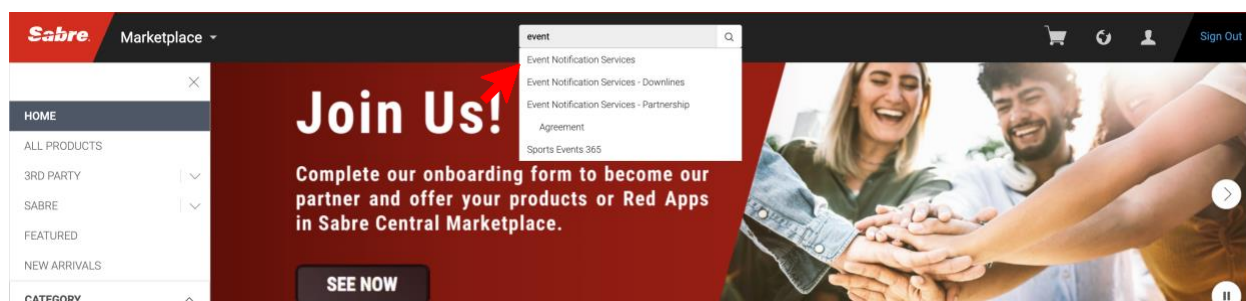 Sabre.
Marketplace
event
Sign Out
Event Notification Services
Event Notification Services - Downlines
Event Notification Services - Partnership
Agreement
Sports Events 365
HOME
ALL PRODUCTS
3RD PARTY
SABRE
FEATURED
NEW ARRIVALS
CATEGORY
Join Us!
Complete our onboarding form to become our
partner and offer your products or Red Apps
in Sabre Central Marketplace.
SEE NOW